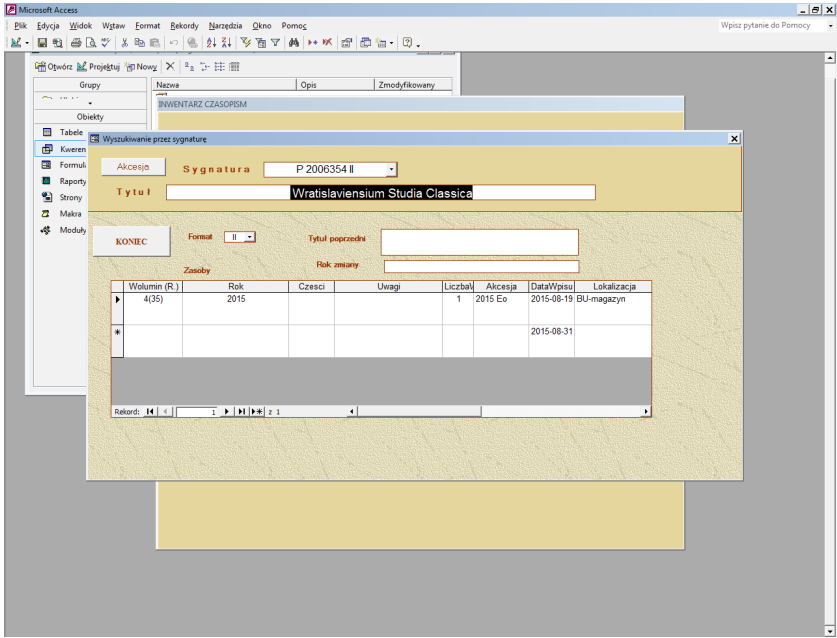 Microsoft Access
Plik Edycja Widok Wstaw Format Rekordy Narzędzia Okno Pomoc
Wpisz pytanie do Pomocy
Otwórz Projektuj Nowy
Grupy
Nazwa Opis Zmodyfikowany
Obiekty
INWENTARZ CZASOPISM
Tabele
Kweren
Formula
Raporty
Strony
Makra
Moduły
Wyszukiwanie przez sygnaturę
Akcesja Sygnatura P 2006354 II
Tytuł Wratislaviensium Studia Classica
KONIEC Format II Tytuł poprzedni
Rok zmiany
Zasoby
Wolumin (R.) Rok Czesci Uwagi LiczbaW Akcesja DataWpisu Lokalizacja
4(35) 2015 1 2015 Eo 2015-08-19 BU-magazyn
2015-08-31
Rekord: 1 z 1